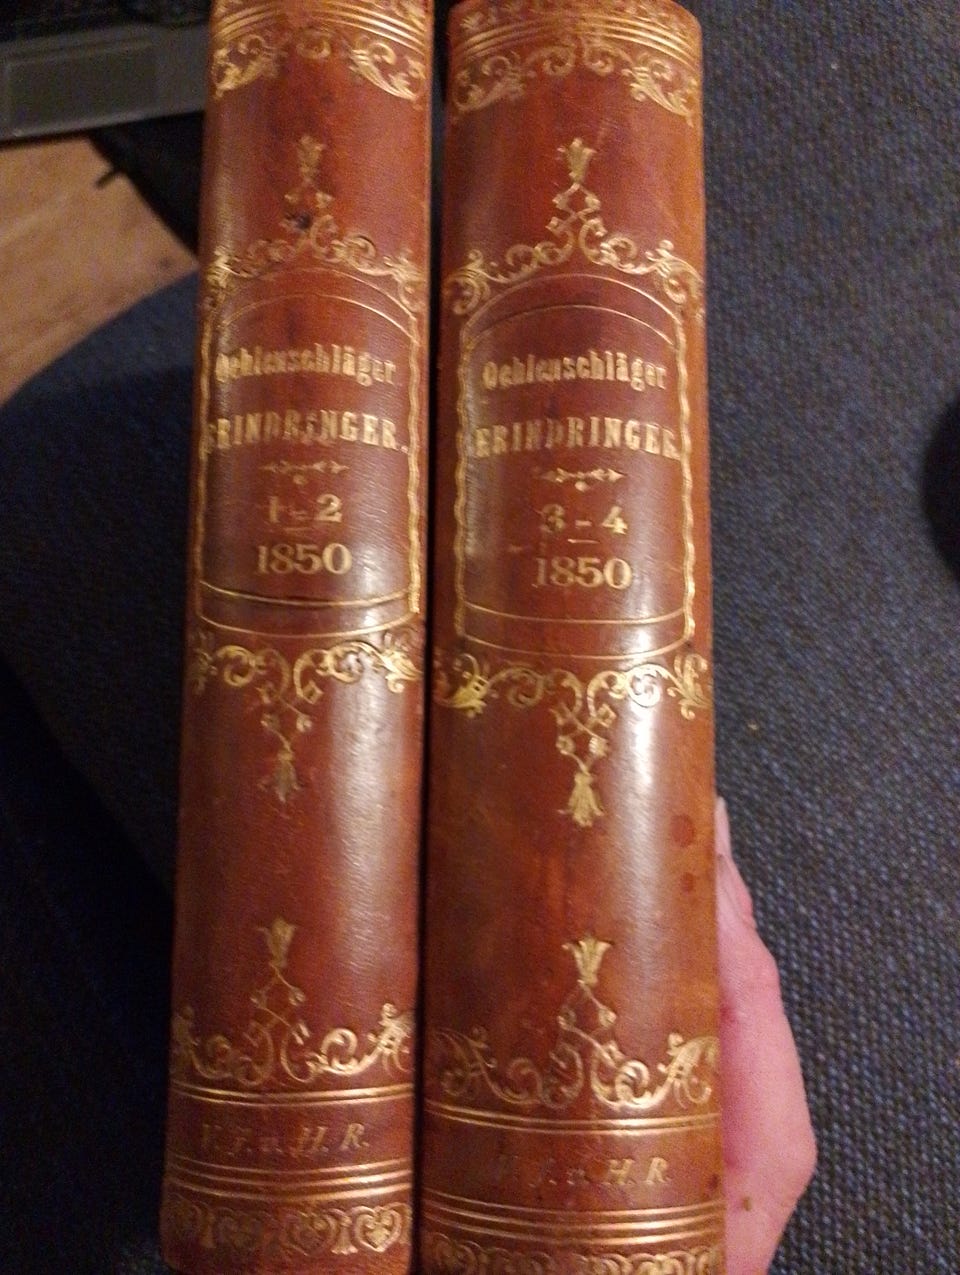 Oehlenschläger
ERINDRINGER.
1-2
1850
V. J. v. H. R.
Oehlenschläger
ERINDRINGER.
3-4
1850
V. J. v. H. R.